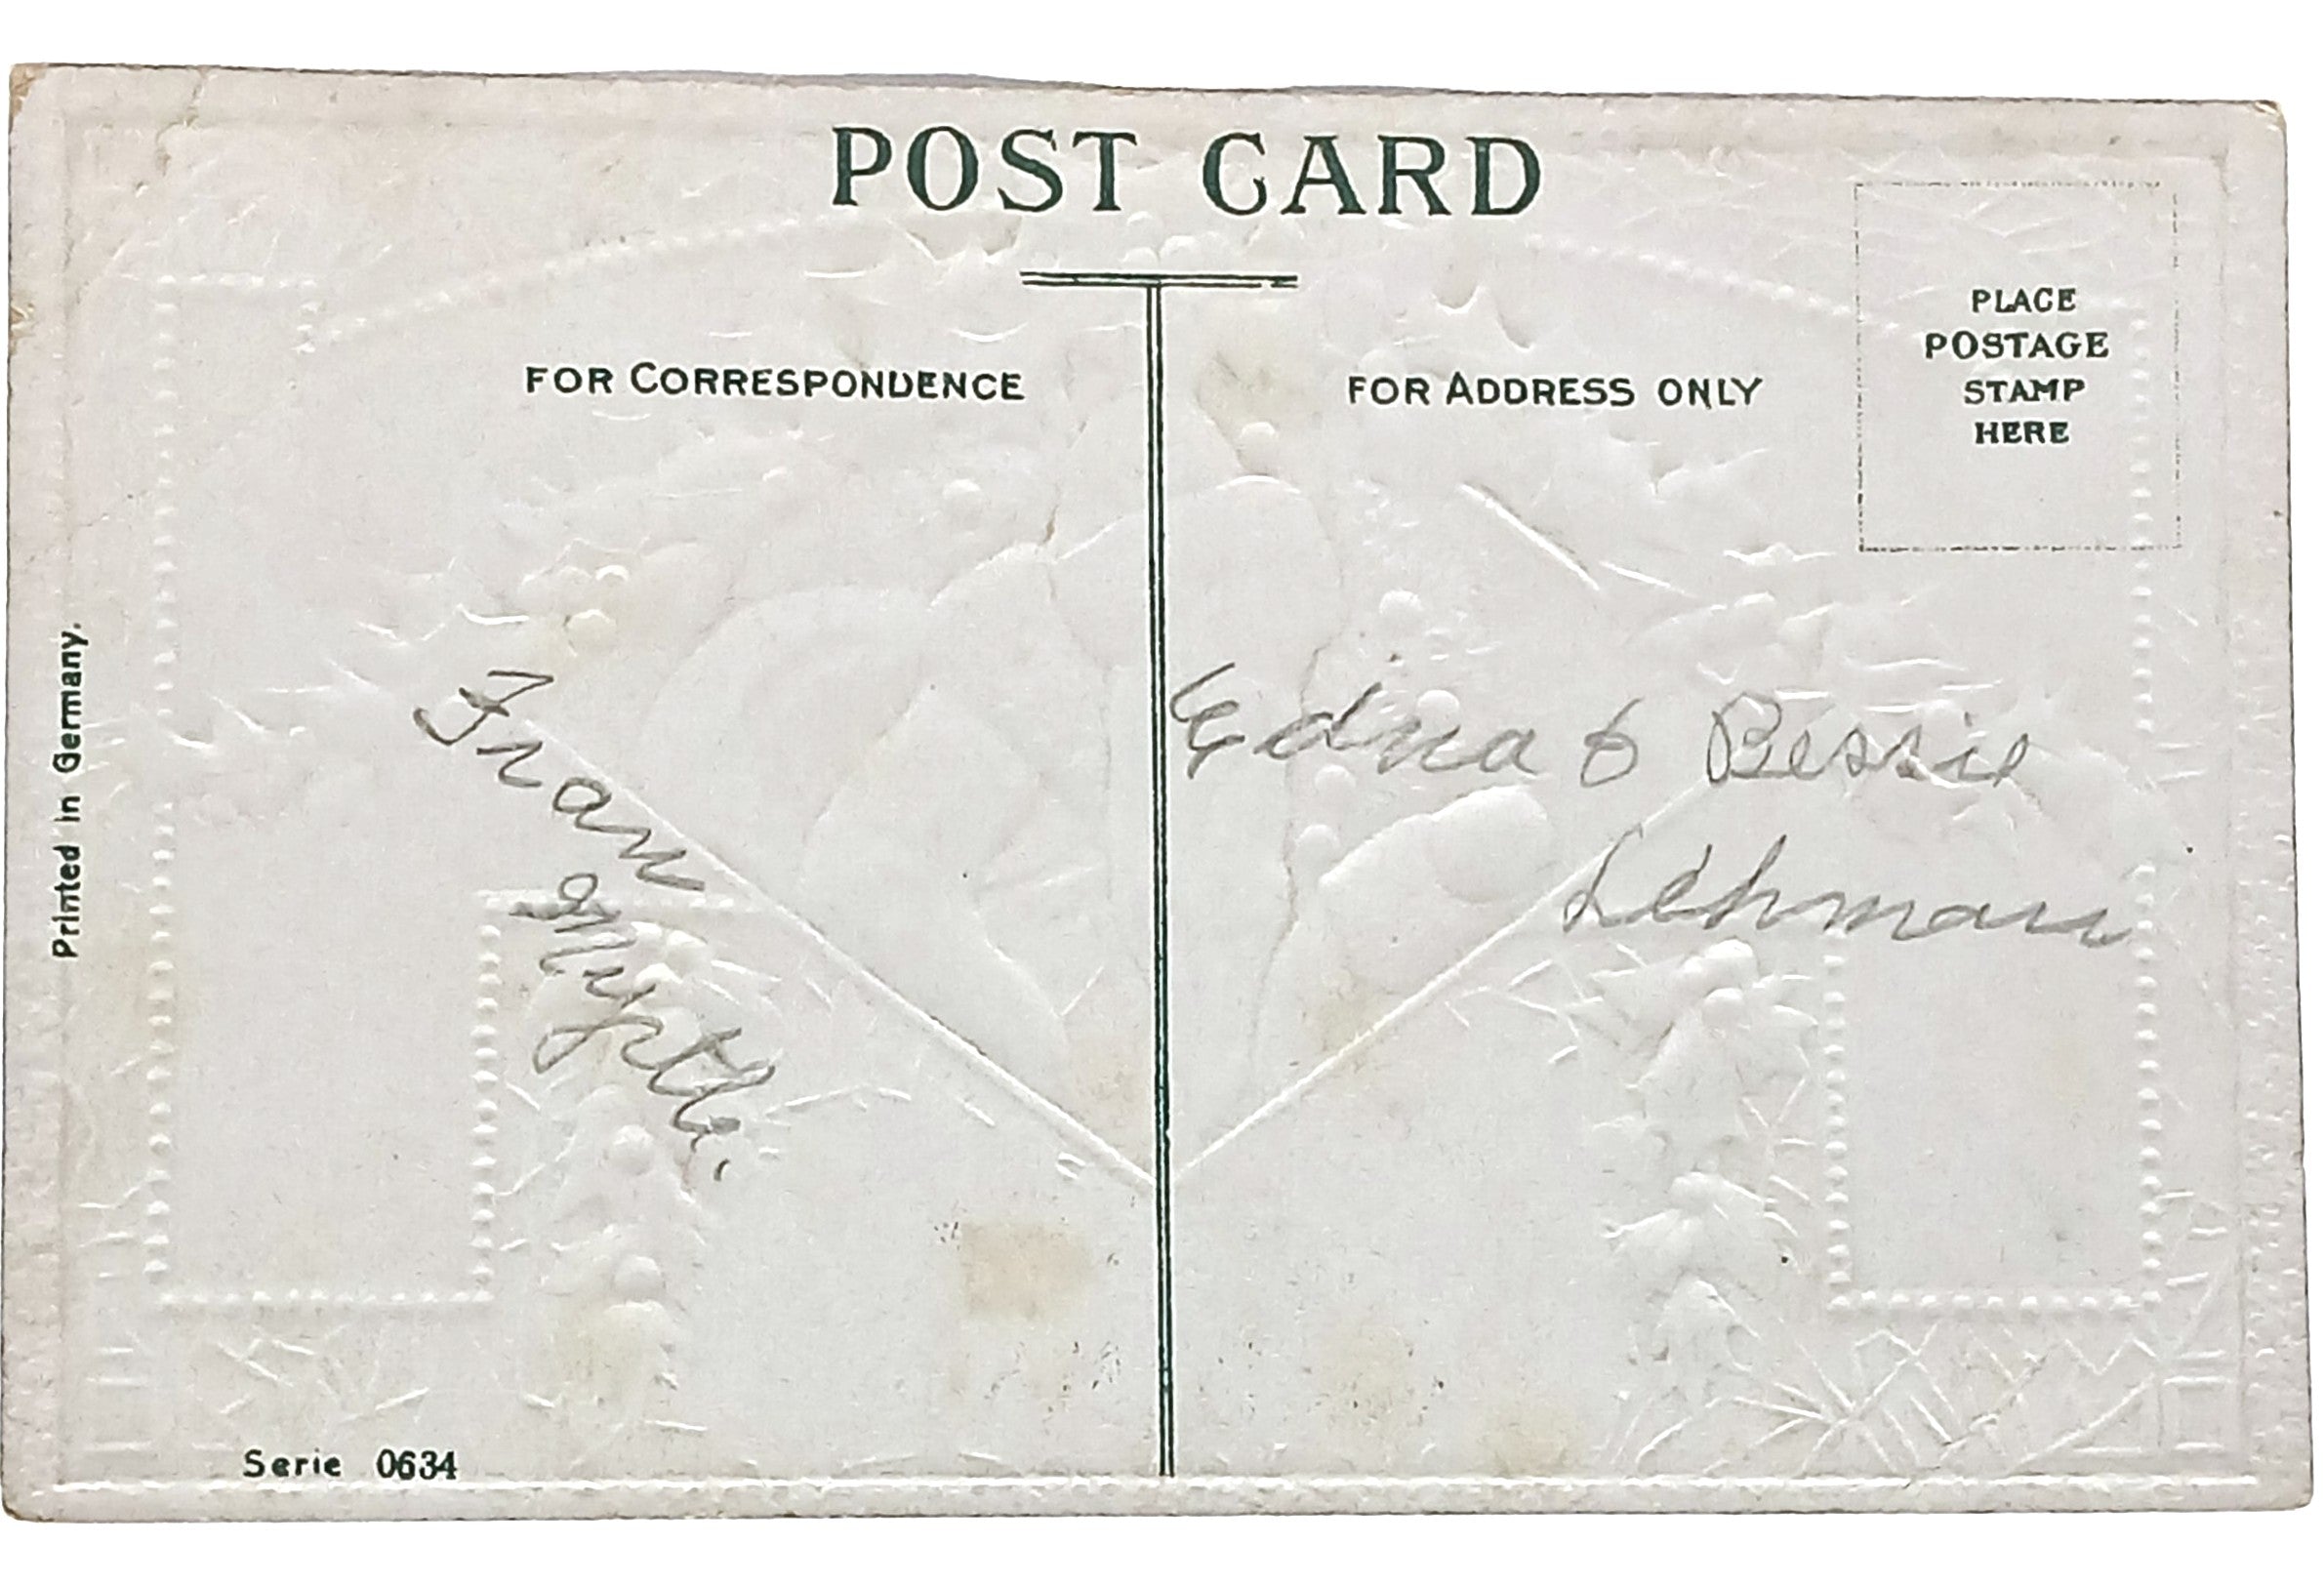 POST CARD
FOR CORRESPONDENCE
FOR ADDRESS ONLY
PLACE
POSTAGE
STAMP
HERE
Printed in Germany.
From
Myrtle.
Edna & Bessie
Lehman
Serie 0634